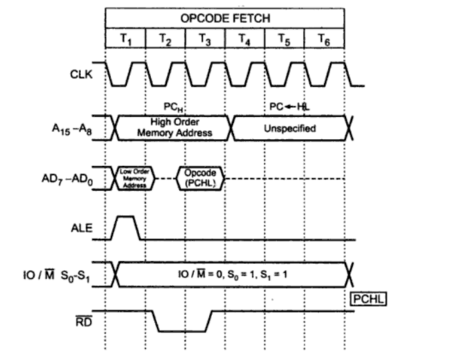 OPCODE FETCH
T1 T2 T3 T4 T5 T6
CLK
PCH PC←HL
A15–A8 High Order Memory Address Unspecified
AD7–AD0 Low Order Memory Address Opcode (PCHL)
ALE
IO / M̅ S0–S1 IO / M̅ = 0, S0 = 1, S1 = 1
PCHL
R̅D̅